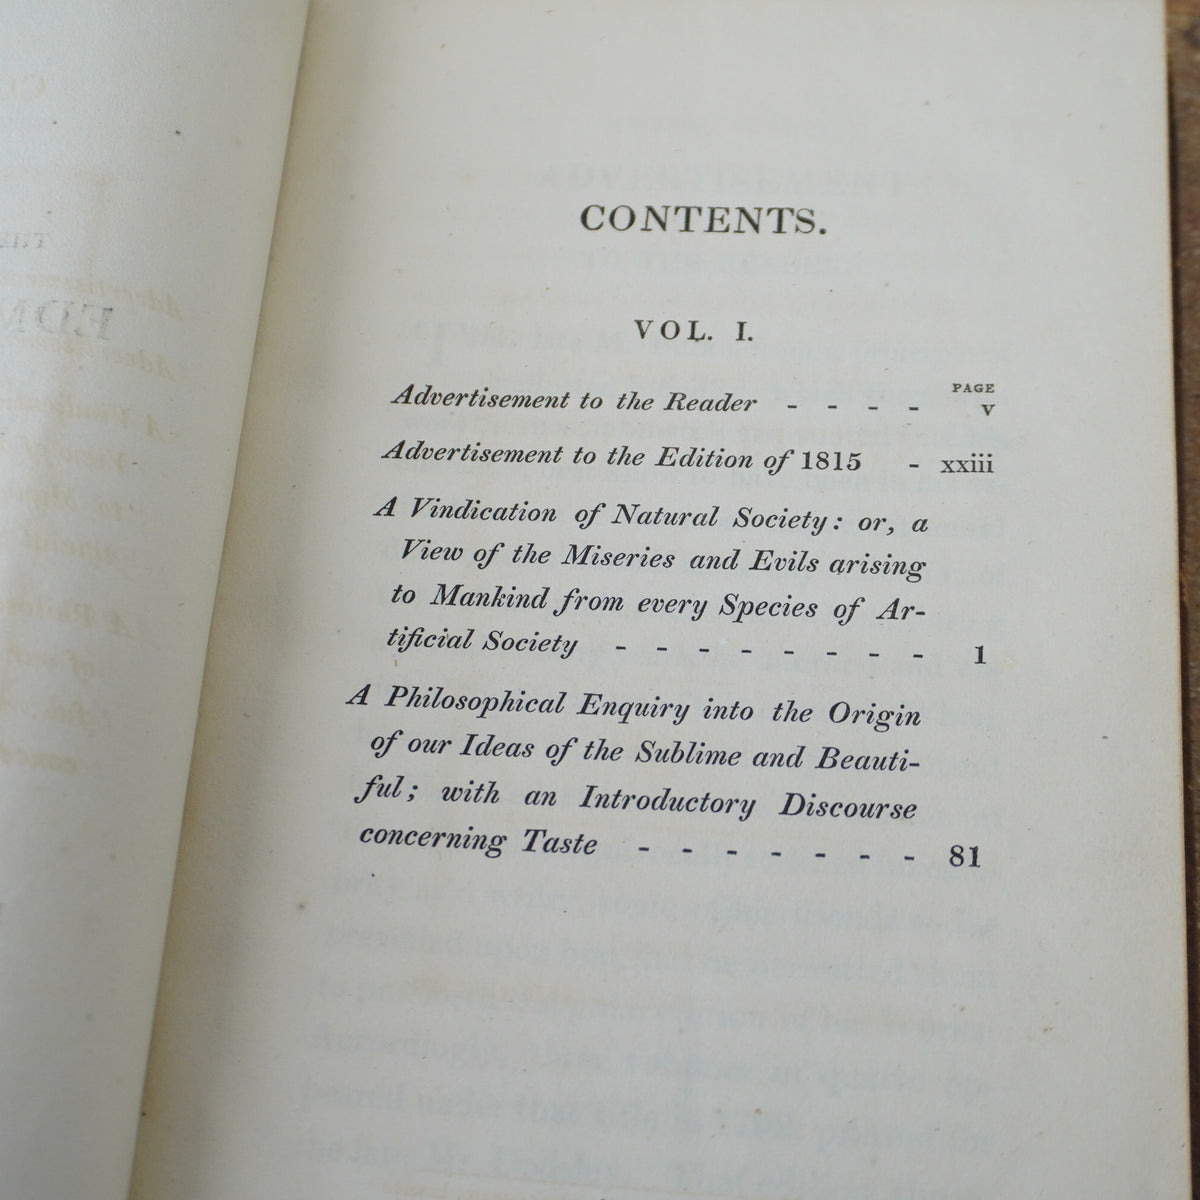 CONTENTS.
VOL. I.
PAGE
Advertisement to the Reader - - - - v
Advertisement to the Edition of 1815 - xxiii
A Vindication of Natural Society: or, a
View of the Miseries and Evils arising
to Mankind from every Species of Ar-
tificial Society - - - - - - - - 1
A Philosophical Enquiry into the Origin
of our Ideas of the Sublime and Beauti-
ful; with an Introductory Discourse
concerning Taste - - - - - - - 81